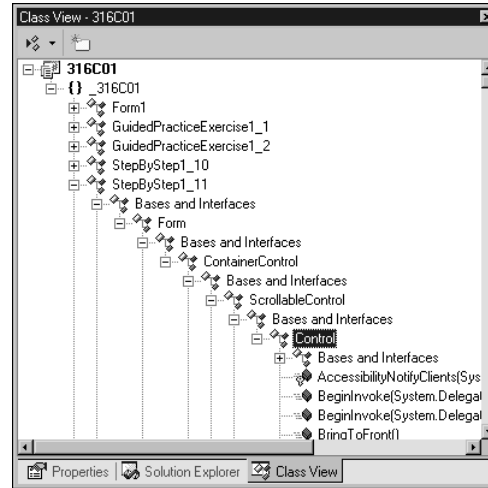 Class View - 316C01
316C01
{} _316C01
Form1
GuidedPracticeExercise1_1
GuidedPracticeExercise1_2
StepByStep1_10
StepByStep1_11
Bases and Interfaces
Form
Bases and Interfaces
ContainerControl
Bases and Interfaces
ScrollableControl
Bases and Interfaces
Control
Bases and Interfaces
AccessibilityNotifyClients(Sys
BeginInvoke(System.Delegat
BeginInvoke(System.Delegat
BringToFront()
Properties Solution Explorer Class View